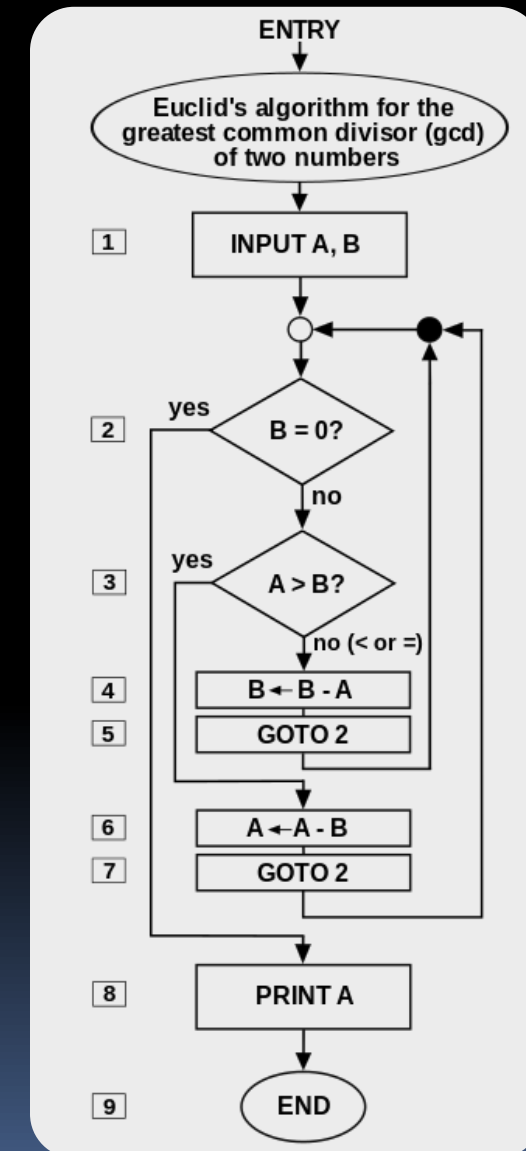 ENTRY
Euclid's algorithm for the
greatest common divisor (gcd)
of two numbers
1
INPUT A, B
yes
2
B = 0?
no
yes
3
A > B?
no (< or =)
4
B ← B - A
5
GOTO 2
6
A ← A - B
7
GOTO 2
8
PRINT A
9
END